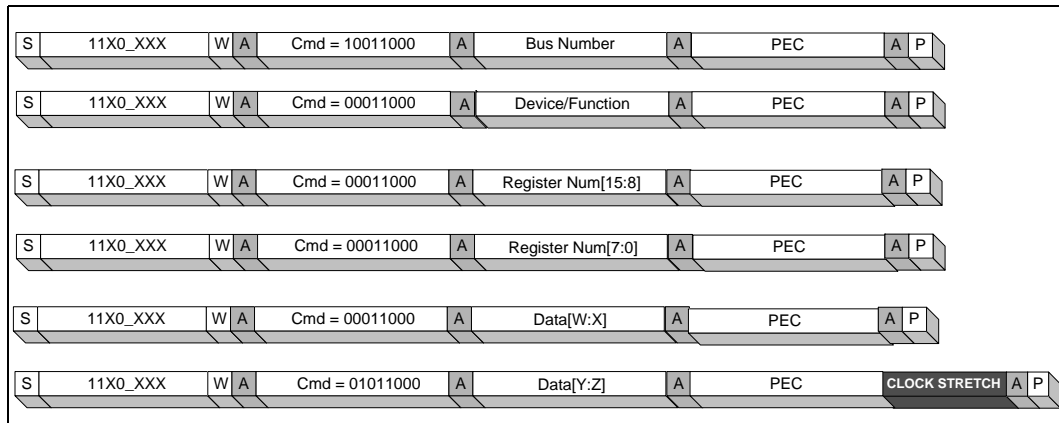 S 11X0_XXX W A Cmd = 10011000 A Bus Number A PEC A P
S 11X0_XXX W A Cmd = 00011000 A Device/Function A PEC A P
S 11X0_XXX W A Cmd = 00011000 A Register Num[15:8] A PEC A P
S 11X0_XXX W A Cmd = 00011000 A Register Num[7:0] A PEC A P
S 11X0_XXX W A Cmd = 00011000 A Data[W:X] A PEC A P
S 11X0_XXX W A Cmd = 01011000 A Data[Y:Z] A PEC CLOCK STRETCH A P